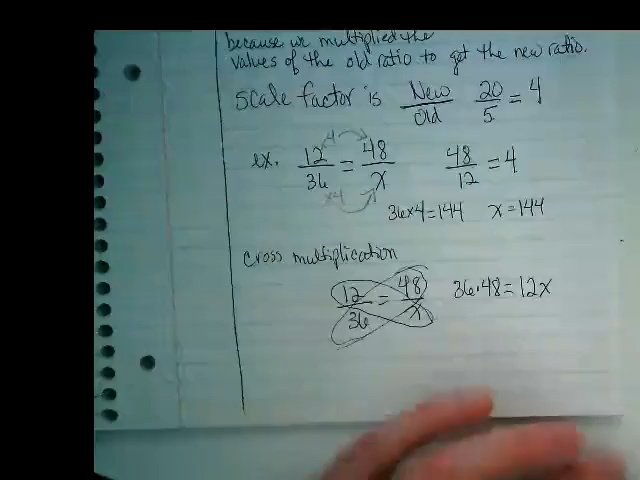 because we multiplied the
values of the old ratio to get the new ratio.
Scale factor is New/Old 20/5 = 4
ex. 12/36 = 48/x 48/12 = 4
x4
36x4=144 x=144
Cross multiplication
12/36 = 48/x 36·48=12x